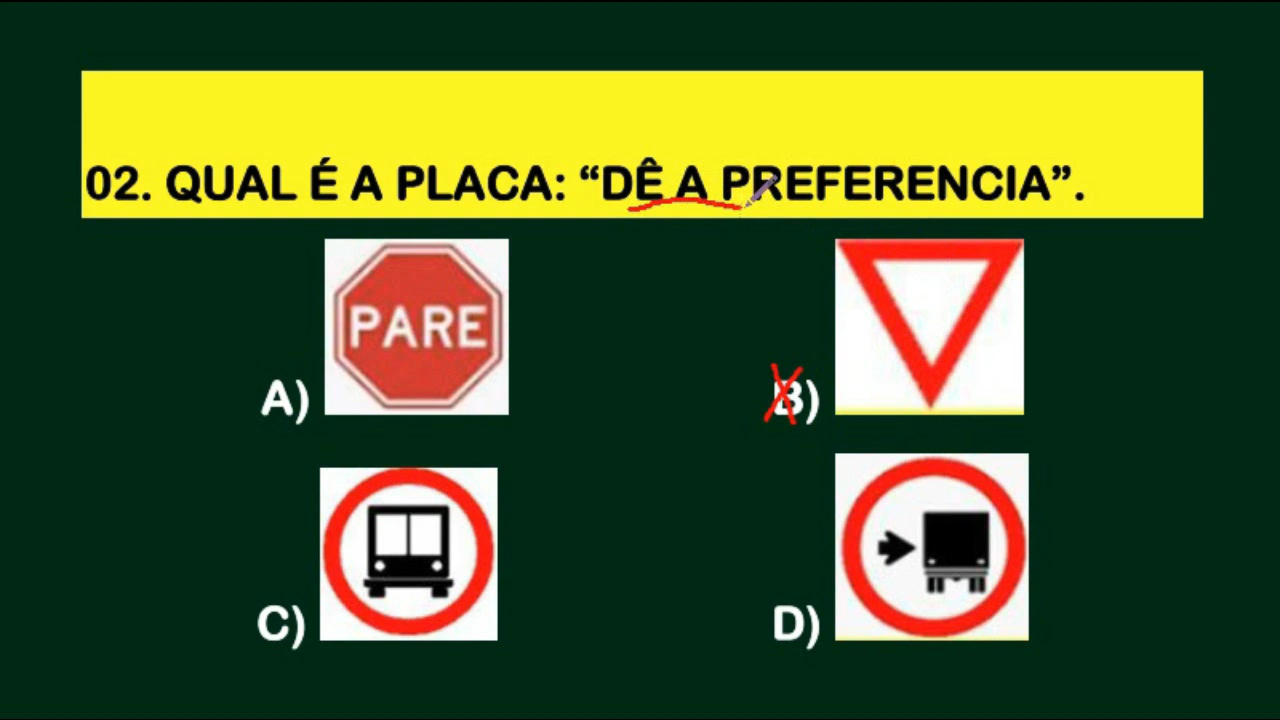 02. QUAL É A PLACA: “DÊ A PREFERENCIA”.
PARE
A)
B)
C)
D)